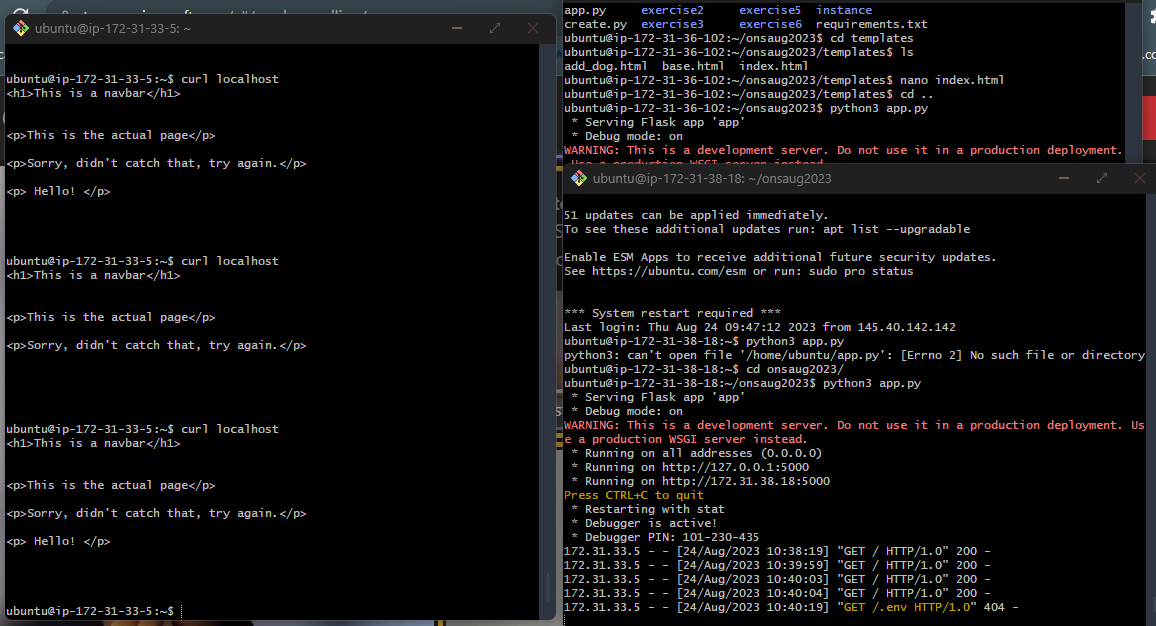 ubuntu@ip-172-31-33-5: ~
ubuntu@ip-172-31-33-5:~$ curl localhost
<h1>This is a navbar</h1>
<p>This is the actual page</p>
<p>Sorry, didn't catch that, try again.</p>
<p> Hello! </p>
ubuntu@ip-172-31-33-5:~$ curl localhost
<h1>This is a navbar</h1>
<p>This is the actual page</p>
<p>Sorry, didn't catch that, try again.</p>
ubuntu@ip-172-31-33-5:~$ curl localhost
<h1>This is a navbar</h1>
<p>This is the actual page</p>
<p>Sorry, didn't catch that, try again.</p>
<p> Hello! </p>
ubuntu@ip-172-31-33-5:~$
app.py exercise2 exercise5 instance
create.py exercise3 exercise6 requirements.txt
ubuntu@ip-172-31-36-102:~/onsaug2023$ cd templates
ubuntu@ip-172-31-36-102:~/onsaug2023/templates$ ls
add_dog.html base.html index.html
ubuntu@ip-172-31-36-102:~/onsaug2023/templates$ nano index.html
ubuntu@ip-172-31-36-102:~/onsaug2023/templates$ cd ..
ubuntu@ip-172-31-36-102:~/onsaug2023$ python3 app.py
* Serving Flask app 'app'
* Debug mode: on
WARNING: This is a development server. Do not use it in a production deployment.
Use a production WSGI server instead
ubuntu@ip-172-31-38-18: ~/onsaug2023
51 updates can be applied immediately.
To see these additional updates run: apt list --upgradable
Enable ESM Apps to receive additional future security updates.
See https://ubuntu.com/esm or run: sudo pro status
*** System restart required ***
Last login: Thu Aug 24 09:47:12 2023 from 145.40.142.142
ubuntu@ip-172-31-38-18:~$ python3 app.py
python3: can't open file '/home/ubuntu/app.py': [Errno 2] No such file or directory
ubuntu@ip-172-31-38-18:~$ cd onsaug2023/
ubuntu@ip-172-31-38-18:~/onsaug2023$ python3 app.py
* Serving Flask app 'app'
* Debug mode: on
WARNING: This is a development server. Do not use it in a production deployment. Us
e a production WSGI server instead.
* Running on all addresses (0.0.0.0)
* Running on http://127.0.0.1:5000
* Running on http://172.31.38.18:5000
Press CTRL+C to quit
* Restarting with stat
* Debugger is active!
* Debugger PIN: 101-230-435
172.31.33.5 - - [24/Aug/2023 10:38:19] "GET / HTTP/1.0" 200 -
172.31.33.5 - - [24/Aug/2023 10:39:59] "GET / HTTP/1.0" 200 -
172.31.33.5 - - [24/Aug/2023 10:40:03] "GET / HTTP/1.0" 200 -
172.31.33.5 - - [24/Aug/2023 10:40:04] "GET / HTTP/1.0" 200 -
172.31.33.5 - - [24/Aug/2023 10:40:19] "GET /.env HTTP/1.0" 404 -